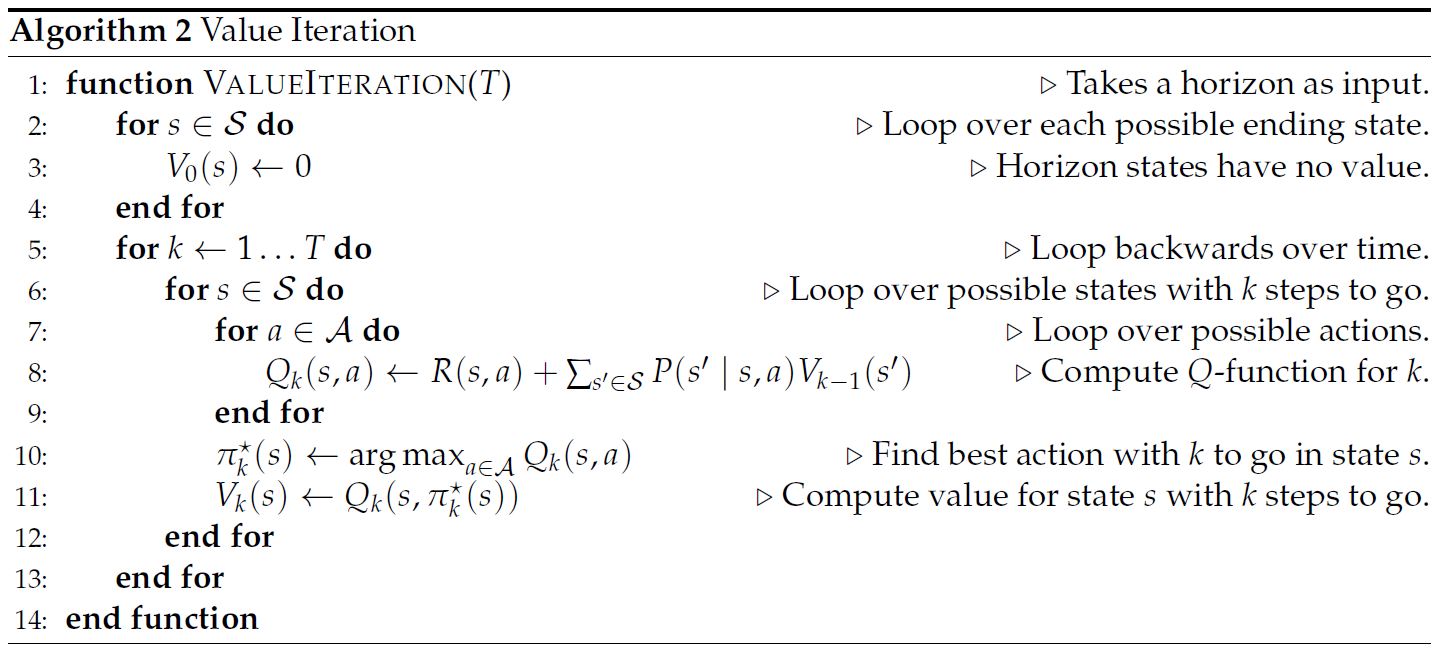 Algorithm 2 Value Iteration
1: function VALUEITERATION(T) ▷ Takes a horizon as input.
2: for s ∈ 𝒮 do ▷ Loop over each possible ending state.
3: V₀(s) ← 0 ▷ Horizon states have no value.
4: end for
5: for k ← 1 … T do ▷ Loop backwards over time.
6: for s ∈ 𝒮 do ▷ Loop over possible states with k steps to go.
7: for a ∈ 𝒜 do ▷ Loop over possible actions.
8: Qₖ(s, a) ← R(s, a) + ∑_{s′∈𝒮} P(s′ | s, a)V_{k−1}(s′) ▷ Compute Q-function for k.
9: end for
10: π⋆ₖ(s) ← arg max_{a∈𝒜} Qₖ(s, a) ▷ Find best action with k to go in state s.
11: Vₖ(s) ← Qₖ(s, π⋆ₖ(s)) ▷ Compute value for state s with k steps to go.
12: end for
13: end for
14: end function